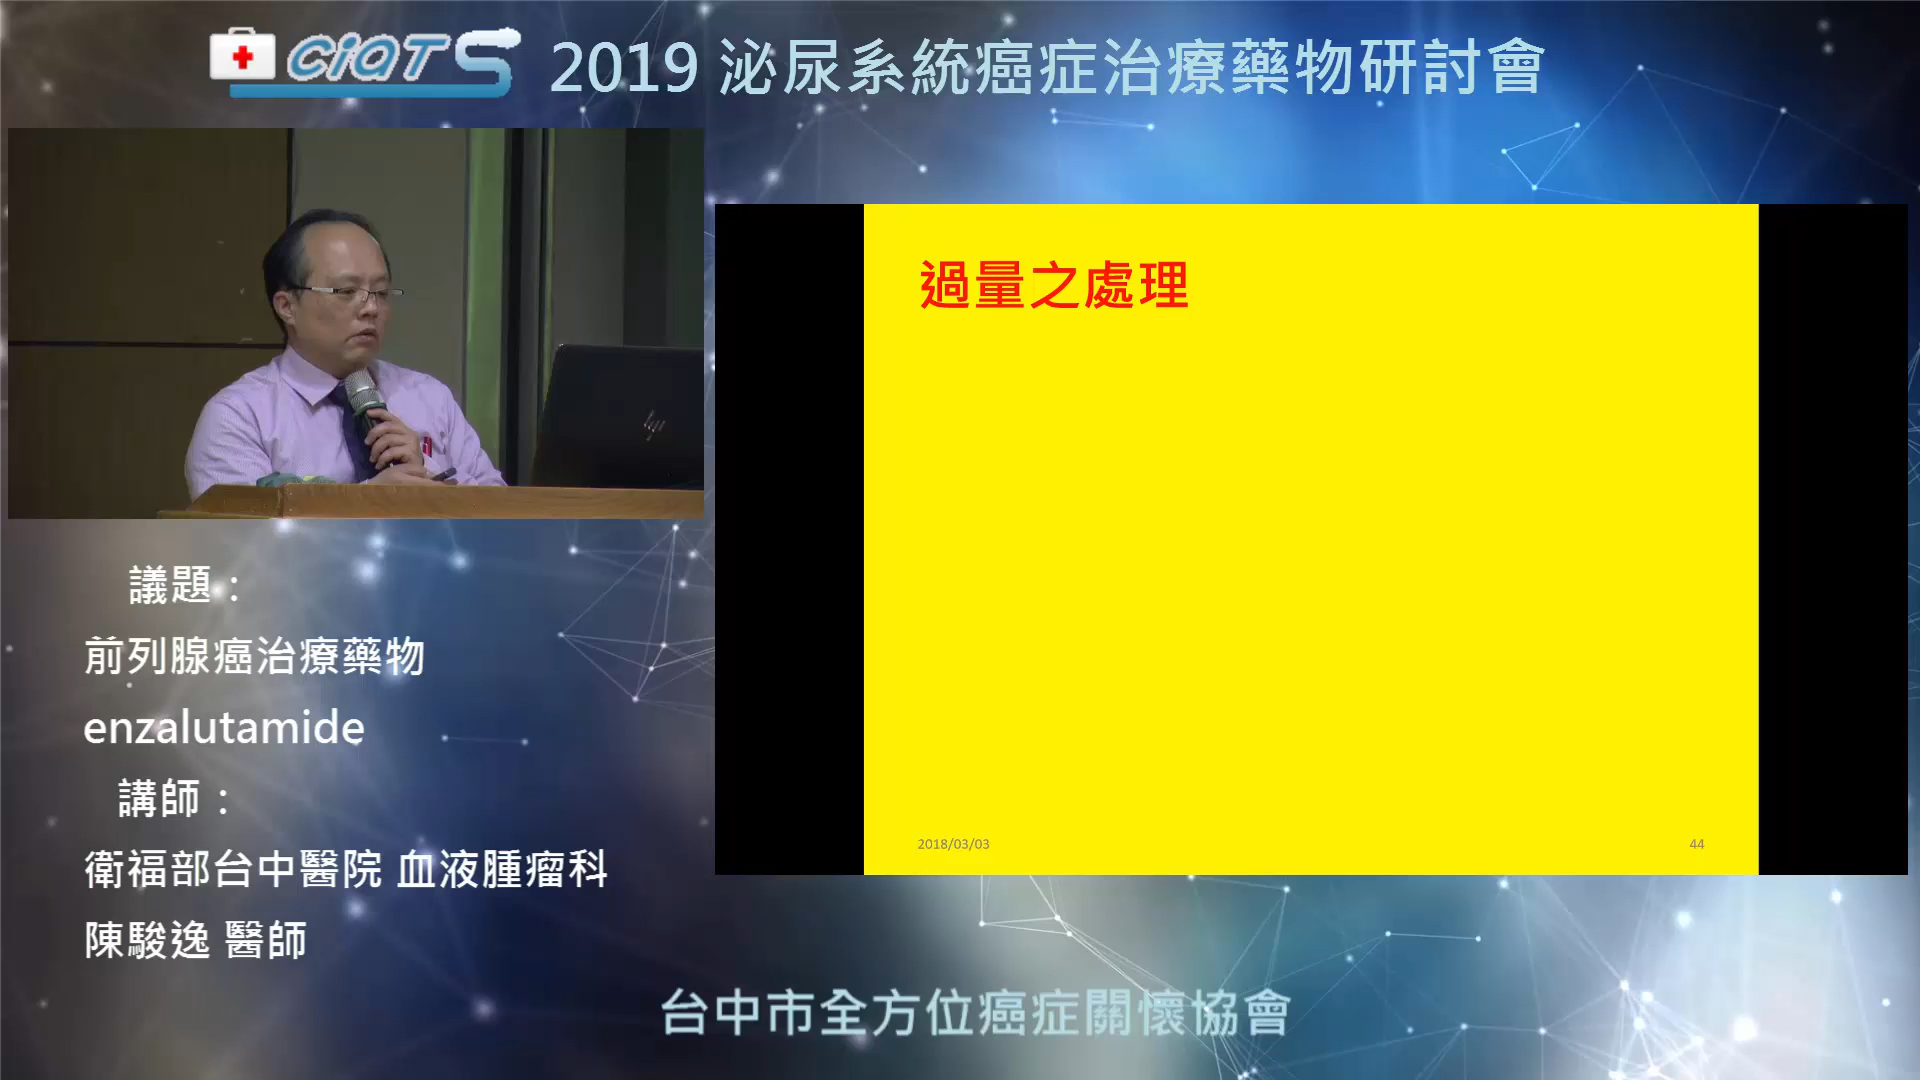 CiQTS 2019 泌尿系統癌症治療藥物研討會
過量之處理
2018/03/03
44
議題：
前列腺癌治療藥物
enzalutamide
講師：
衛福部台中醫院 血液腫瘤科
陳駿逸 醫師
台中市全方位癌症關懷協會
hp